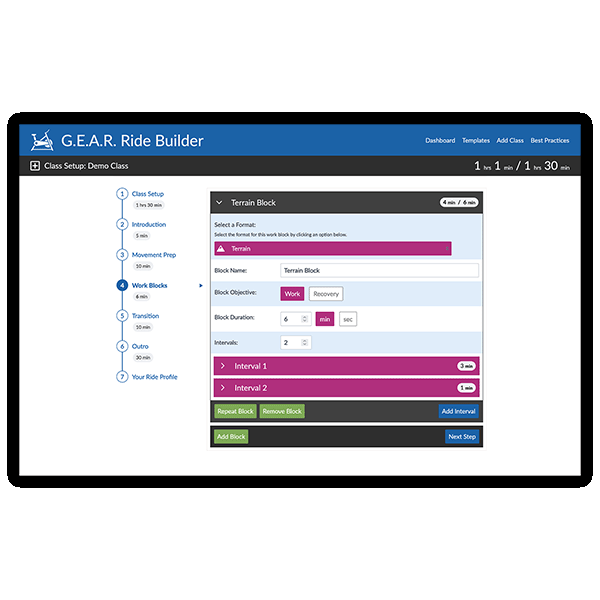 G.E.A.R. Ride Builder
Dashboard Templates Add Class Best Practices
Class Setup: Demo Class
1 hrs 1 min / 1 hrs 30 min
1 Class Setup
1 hrs 30 min
2 Introduction
5 min
3 Movement Prep
10 min
4 Work Blocks
6 min
5 Transition
10 min
6 Outro
30 min
7 Your Ride Profile
Terrain Block
4 min / 6 min
Select a Format:
Select the format for this work block by clicking an option below.
Terrain
Block Name: Terrain Block
Block Objective: Work Recovery
Block Duration: 6 min sec
Intervals: 2
Interval 1 3 min
Interval 2 1 min
Repeat Block Remove Block Add Interval
Add Block Next Step